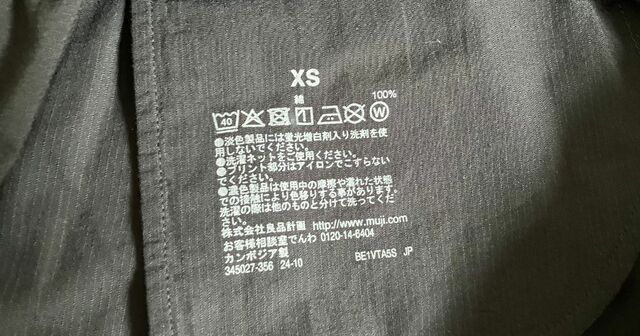 XS
綿 100%
40 W
●淡色製品には蛍光増白剤入り洗剤を使
用しないでください。
●洗濯ネットをご使用ください。
●プリント部分はアイロンでこすらない
でください。
●濃色製品は使用中の摩擦や濡れた状態
での接触により色移りする事があります。
洗濯の際は他のものと分けて洗ってくだ
さい。
株式会社良品計画 http://www.muji.com
お客様相談室でんわ 0120-14-6404
カンボジア製 BE1VTA5S JP
345027-356 24-10